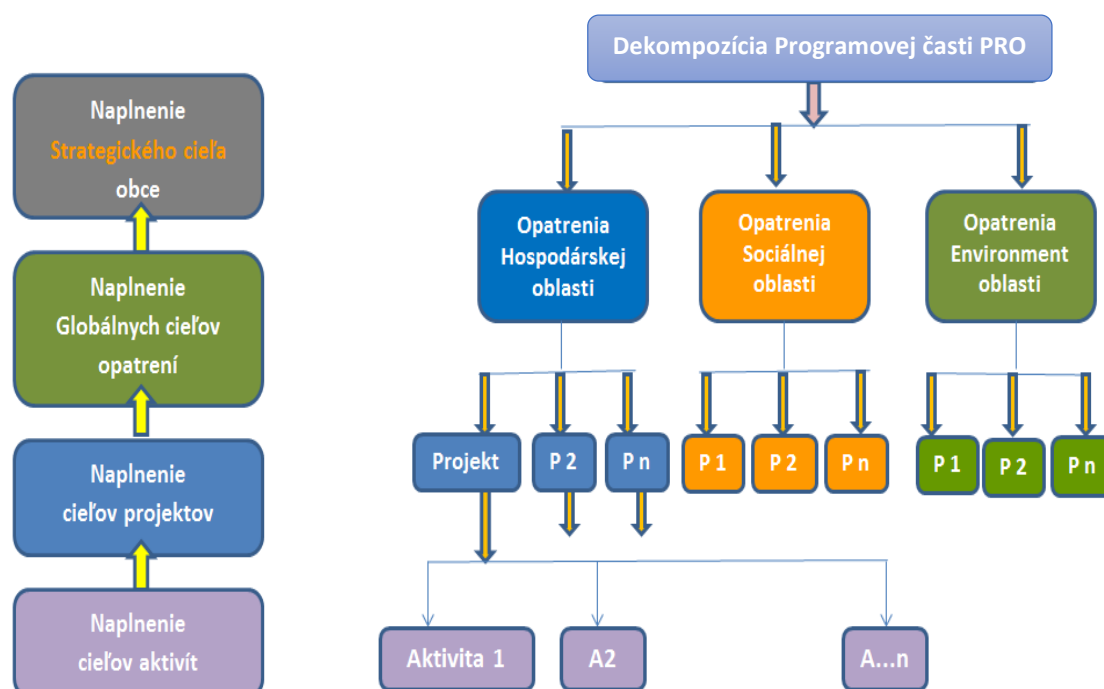 Dekompozícia Programovej časti PRO
Naplnenie
Strategického cieľa
obce
Naplnenie
Globálnych cieľov
opatrení
Naplnenie
cieľov projektov
Naplnenie
cieľov aktivít
Opatrenia
Hospodárskej
oblasti
Opatrenia
Sociálnej
oblasti
Opatrenia
Environment
oblasti
Projekt
P 2
P n
P 1
P 2
P n
P 1
P 2
P n
Aktivita 1
A2
A...n